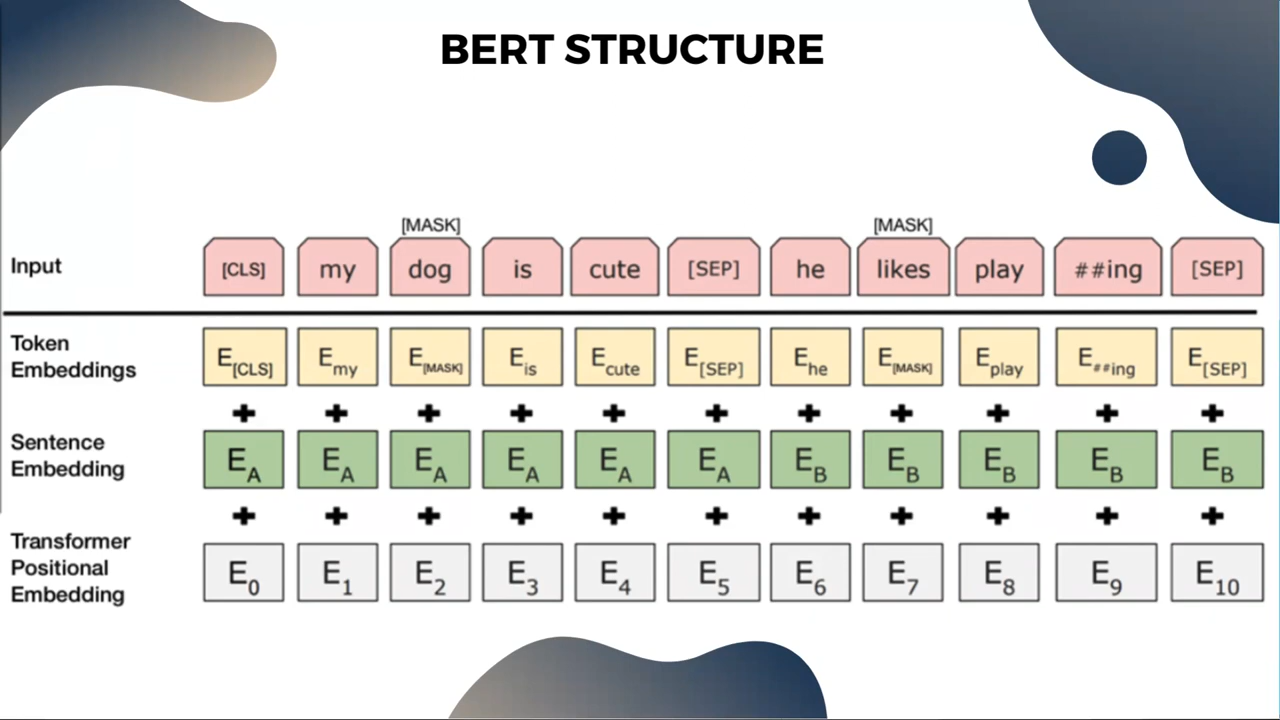 BERT STRUCTURE
[MASK] [MASK]
Input [CLS] my dog is cute [SEP] he likes play ##ing [SEP]
Token
Embeddings
E[CLS] Emy E[MASK] Eis Ecute E[SEP] Ehe E[MASK] Eplay E##ing E[SEP]
+ + + + + + + + + + +
Sentence
Embedding
EA EA EA EA EA EA EB EB EB EB EB
+ + + + + + + + + + +
Transformer
Positional
Embedding
E0 E1 E2 E3 E4 E5 E6 E7 E8 E9 E10